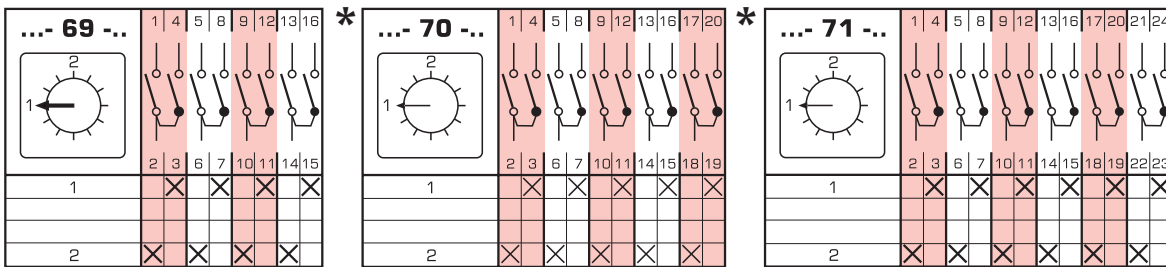 ...- 69 -..
1 4 5 8 9 12 13 16
2
1
2 3 6 7 10 11 14 15
1 X X X X
2 X X X X
*
...- 70 -..
1 4 5 8 9 12 13 16 17 20
2
1
2 3 6 7 10 11 14 15 18 19
1 X X X X X
2 X X X X X
*
...- 71 -..
1 4 5 8 9 12 13 16 17 20 21 24
2
1
2 3 6 7 10 11 14 15 18 19 22 23
1 X X X X X X
2 X X X X X X